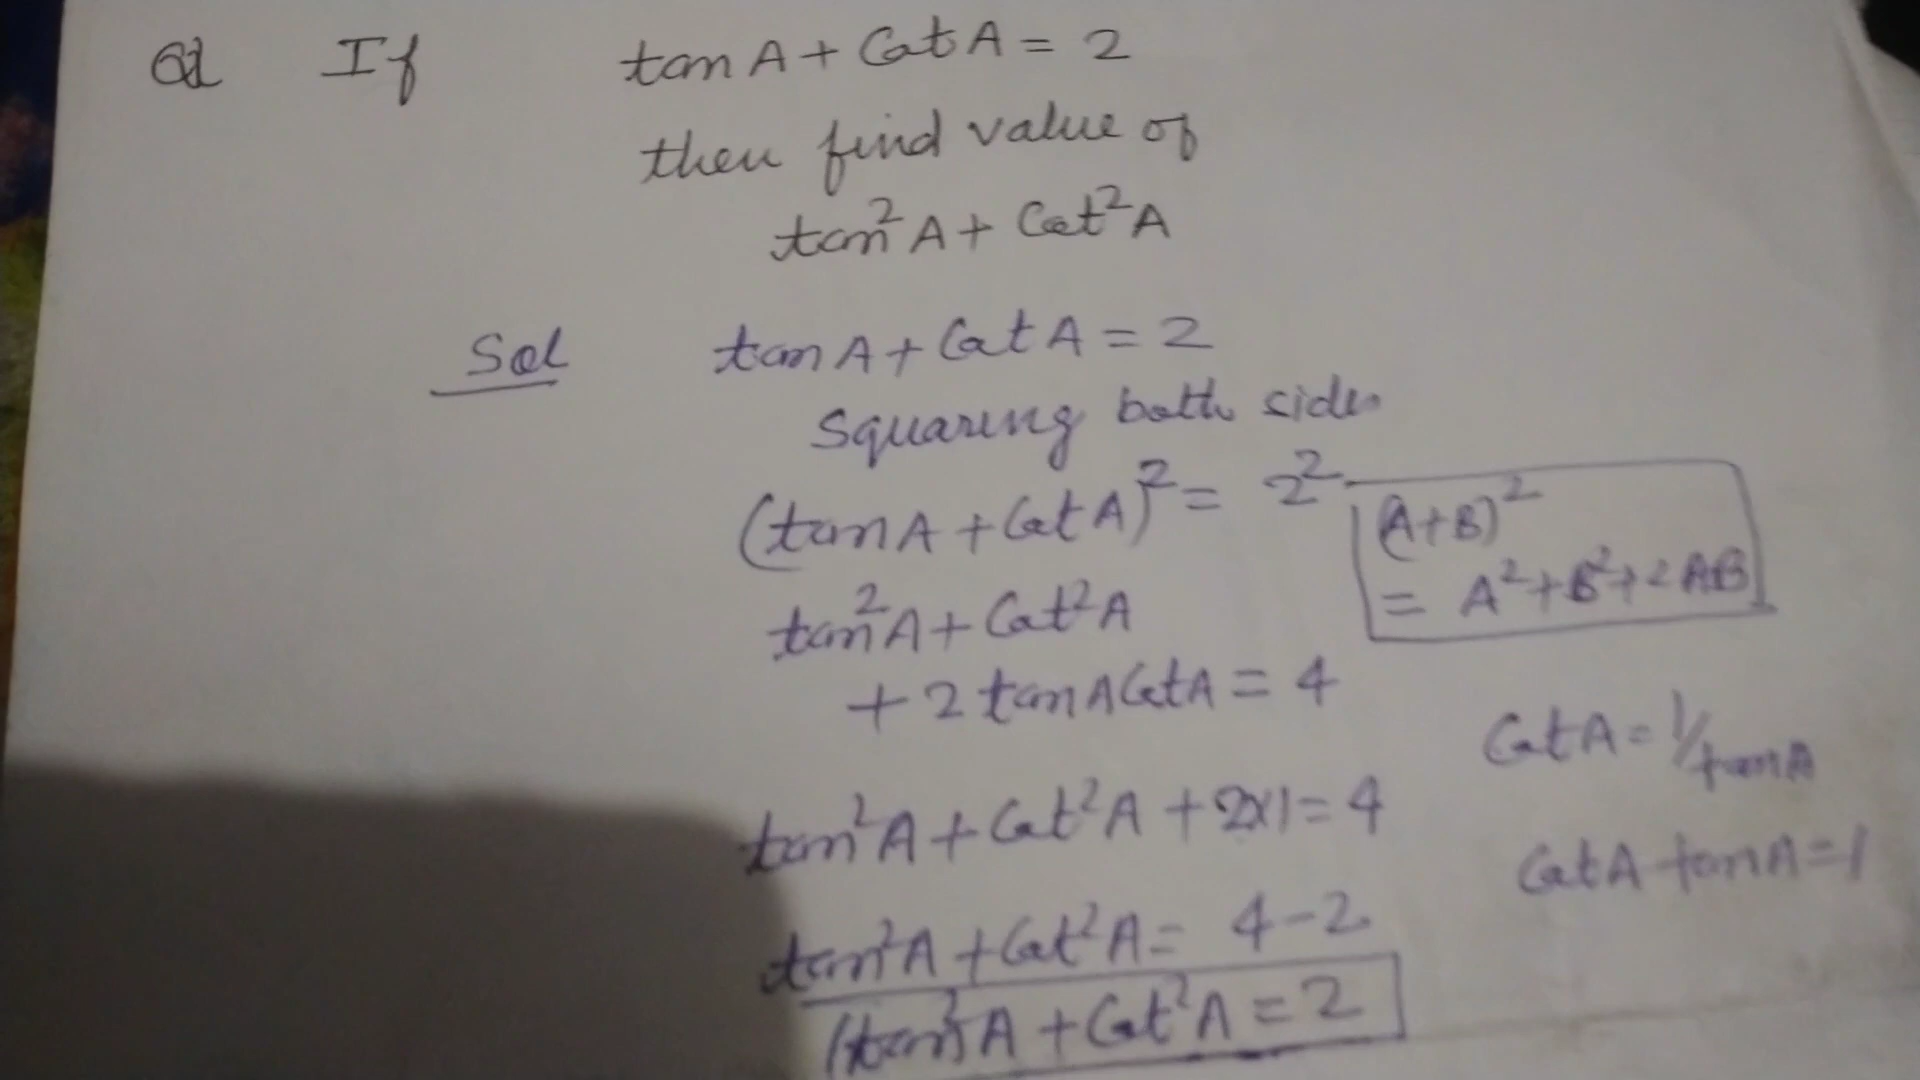 Q1 If tan A + Cot A = 2
then find value of
tan²A + Cot²A
Sol tan A + Cot A = 2
Squaring both sides
(tan A + Cot A)² = 2²
(A+B)²
= A²+B²+2AB
tan²A + Cot²A
+ 2 tan A Cot A = 4
Cot A = 1/tan A
tan²A + Cot²A + 2x1 = 4
Cot A tan A = 1
tan²A + Cot²A = 4-2
tan²A + Cot²A = 2